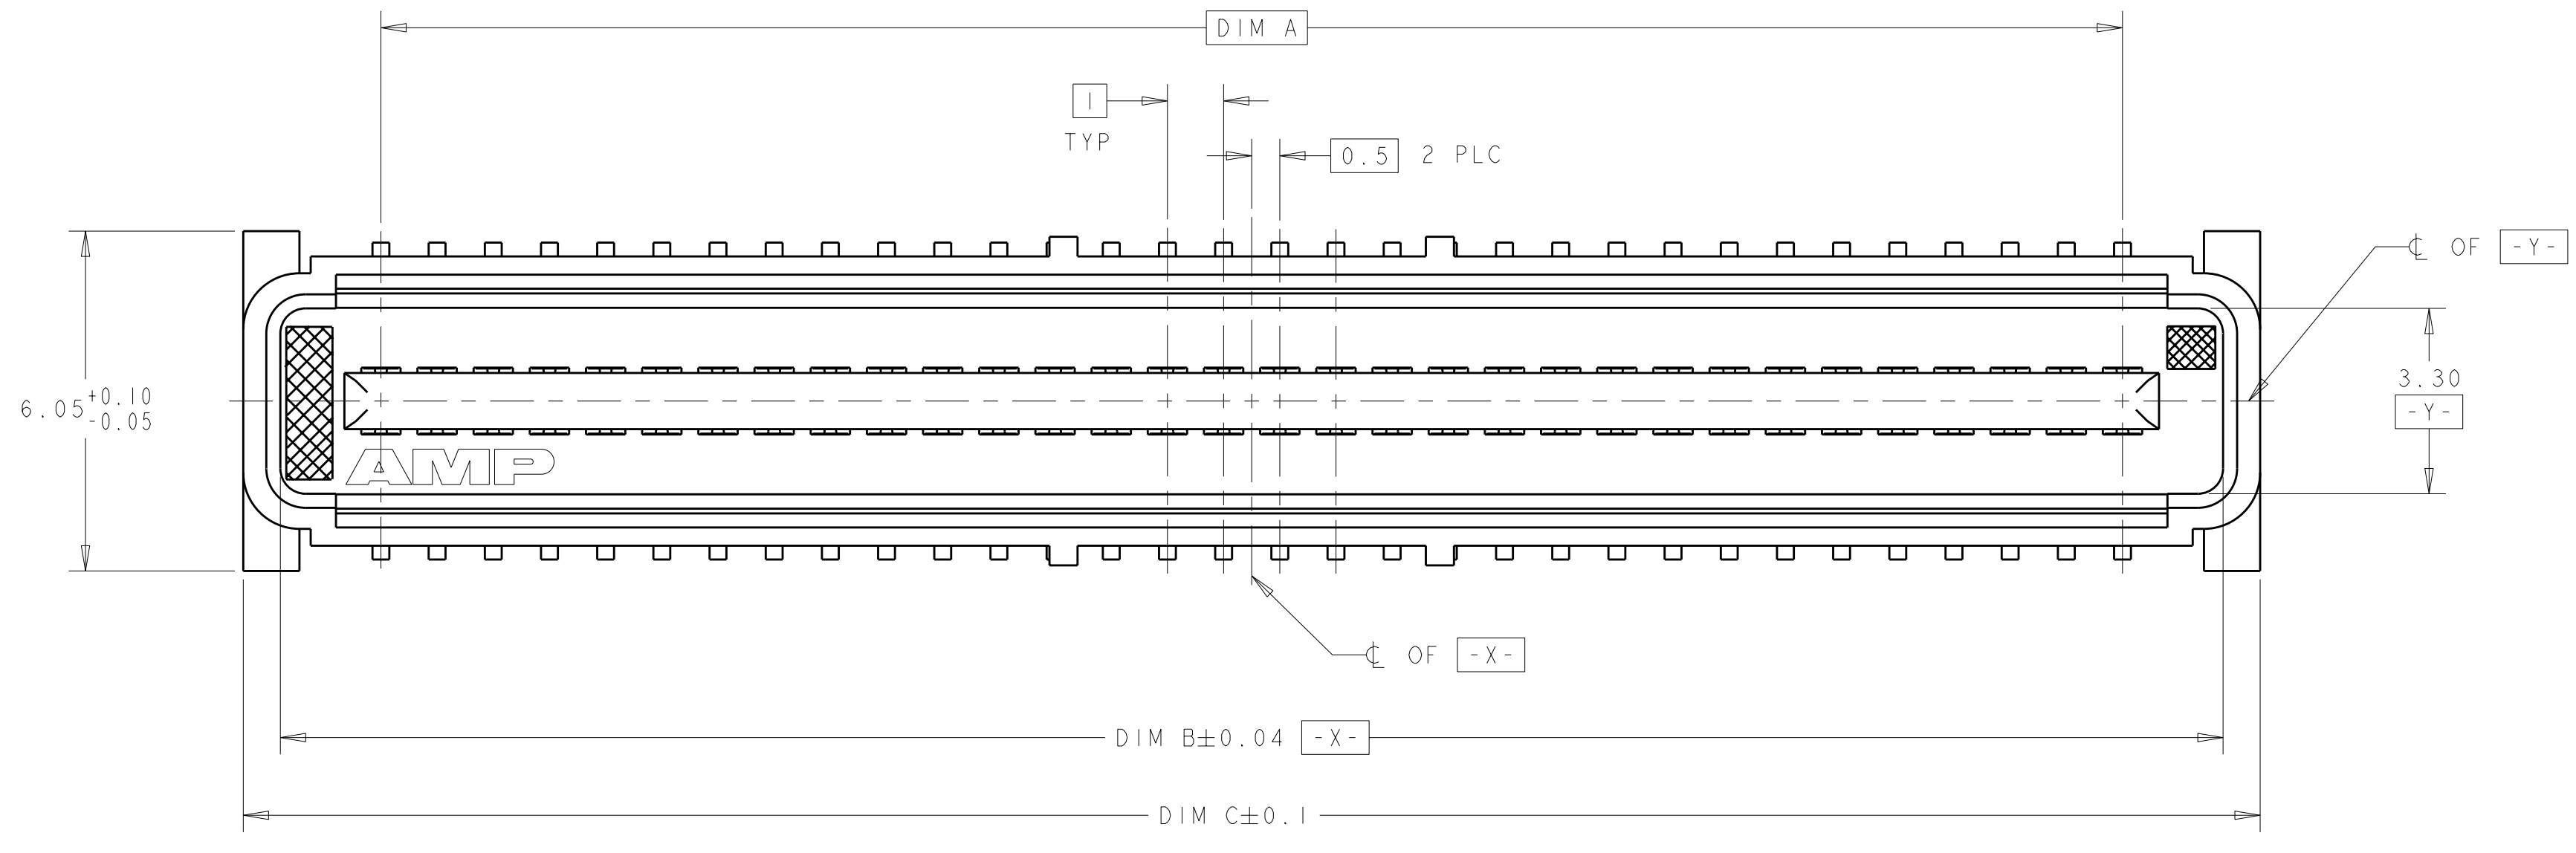 DIM A
1
TYP
0.5 2 PLC
℄ OF -Y-
6.05 +0.10
-0.05
3.30
-Y-
AMP
℄ OF -X-
DIM B±0.04 -X-
DIM C±0.1